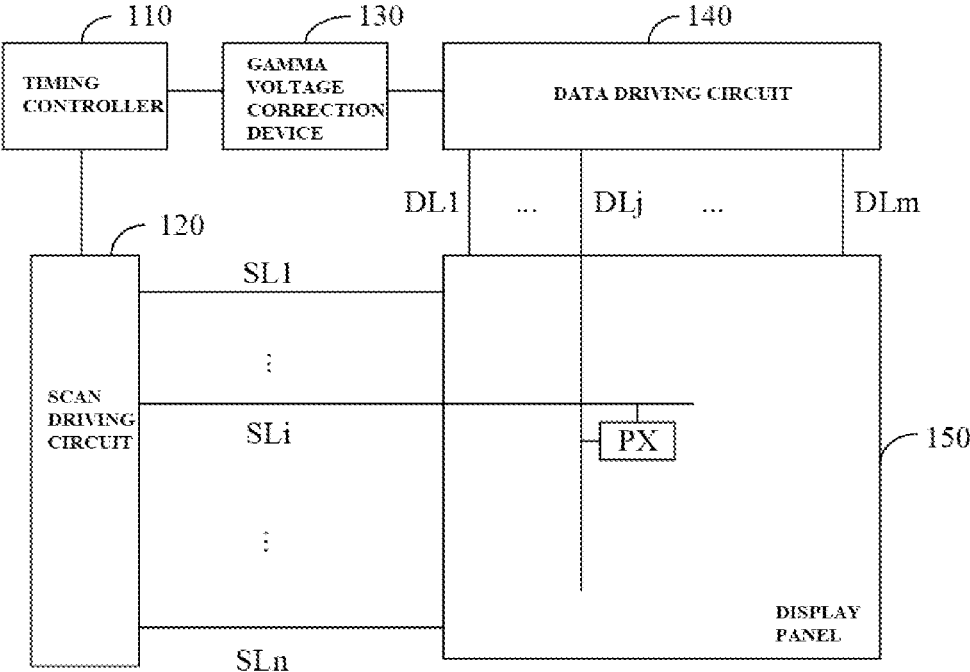 110
130
140
TIMING
CONTROLLER
GAMMA
VOLTAGE
CORRECTION
DEVICE
DATA DRIVING CIRCUIT
DL1
...
DLj
...
DLm
120
SL1
...
SCAN
DRIVING
CIRCUIT
SLi
PX
150
...
DISPLAY
PANEL
SLn